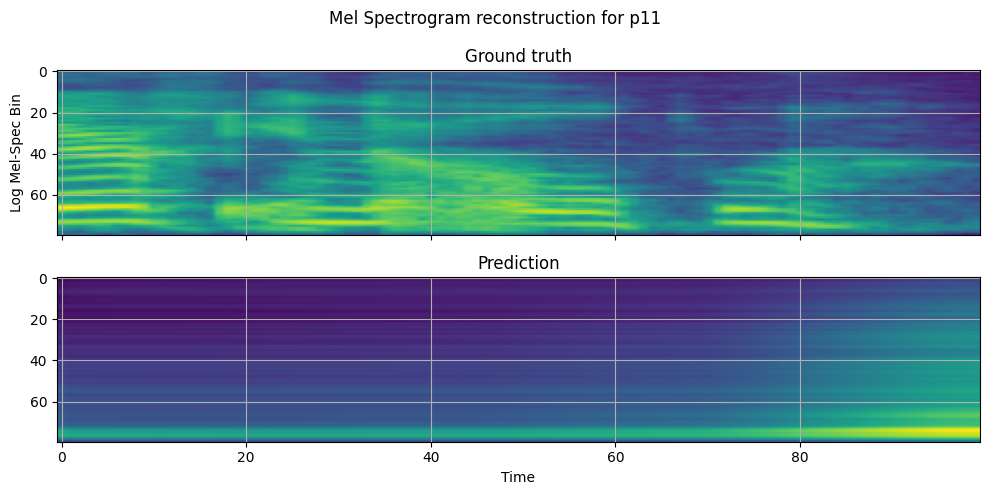 Mel Spectrogram reconstruction for p11
Ground truth
0
20
40
60
Log Mel-Spec Bin
Prediction
0
20
40
60
0 20 40 60 80
Time